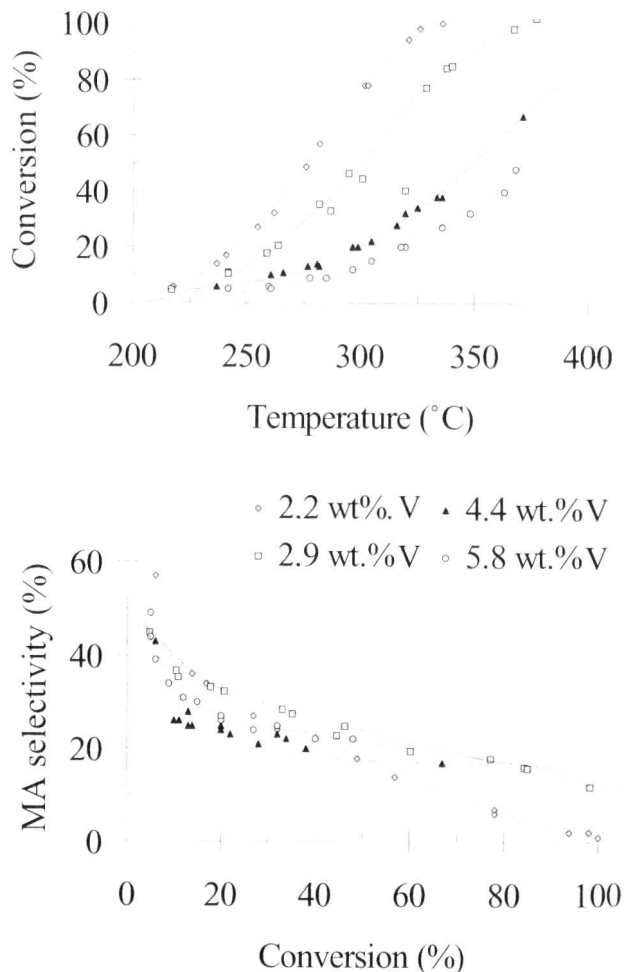 100
80
60
40
20
0
Conversion (%)
200 250 300 350 400
Temperature (°C)
2.2 wt%. V 4.4 wt.%V
2.9 wt.%V 5.8 wt.%V
60
40
20
0
MA selectivity (%)
0 20 40 60 80 100
Conversion (%)